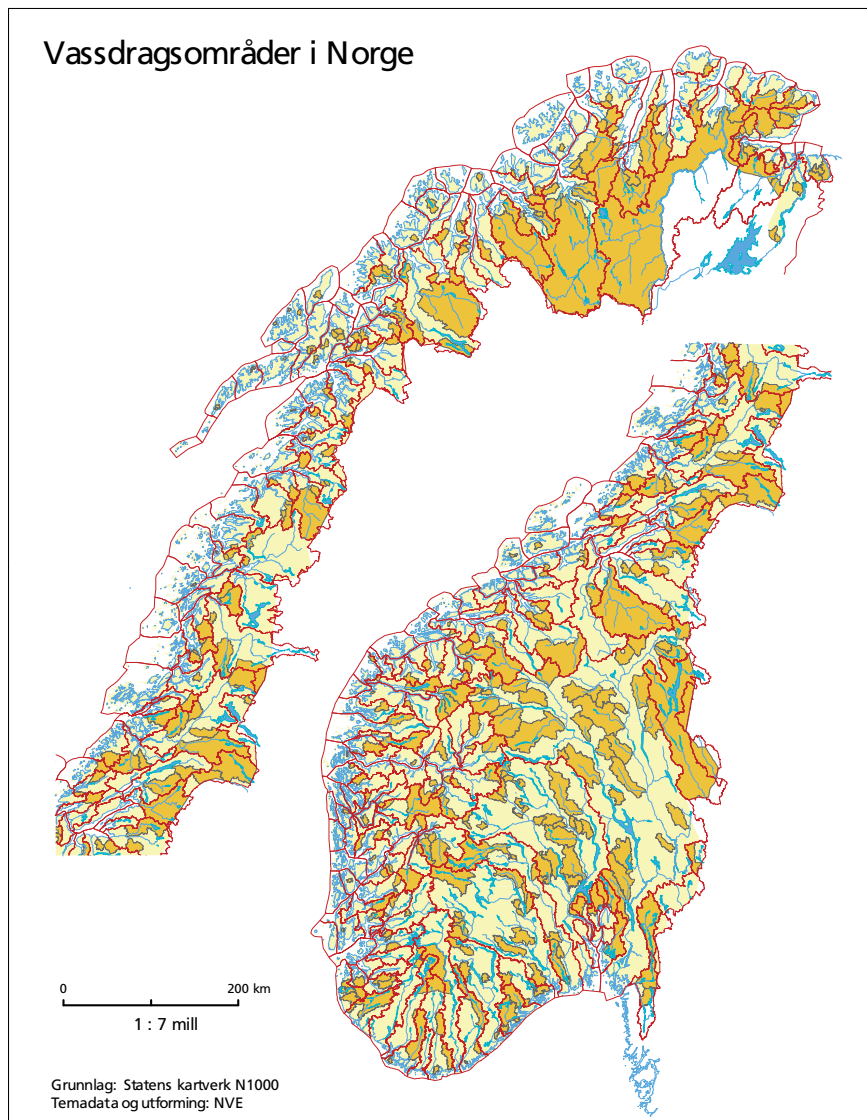 Vassdragsområder i Norge
0 200 km
1 : 7 mill
Grunnlag: Statens kartverk N1000
Temadata og utforming: NVE